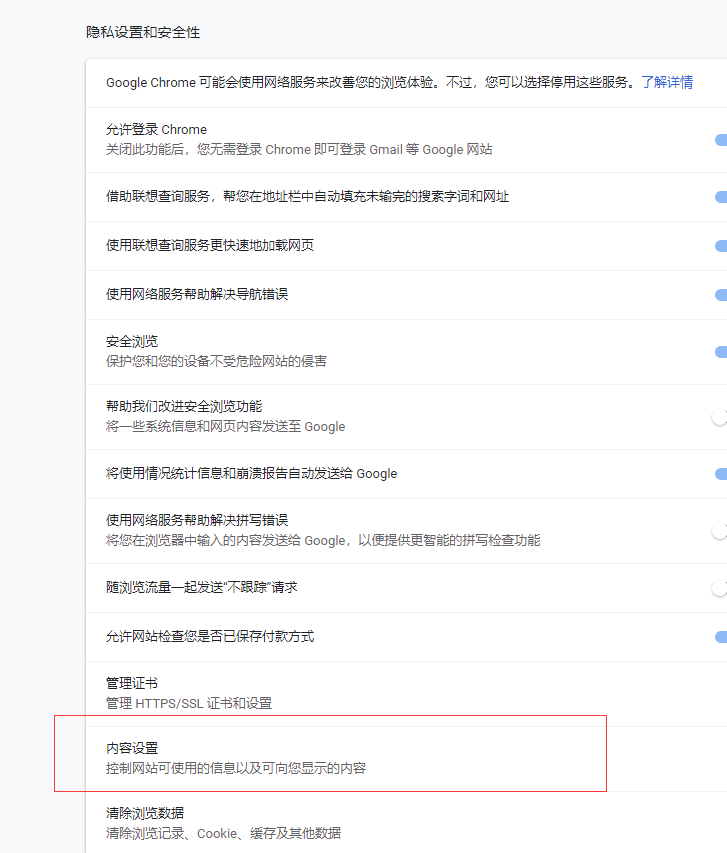 隐私设置和安全性
Google Chrome 可能会使用网络服务来改善您的浏览体验。不过，您可以选择停用这些服务。了解详情
允许登录 Chrome
关闭此功能后，您无需登录 Chrome 即可登录 Gmail 等 Google 网站
借助联想查询服务，帮您在地址栏中自动填充未输完的搜索字词和网址
使用联想查询服务更快速地加载网页
使用网络服务帮助解决导航错误
安全浏览
保护您和您的设备不受危险网站的侵害
帮助我们改进安全浏览功能
将一些系统信息和网页内容发送至 Google
将使用情况统计信息和崩溃报告自动发送给 Google
使用网络服务帮助解决拼写错误
将您在浏览器中输入的内容发送给 Google，以便提供更智能的拼写检查功能
随浏览流量一起发送“不跟踪”请求
允许网站检查您是否已保存付款方式
管理证书
管理 HTTPS/SSL 证书和设置
内容设置
控制网站可使用的信息以及可向您显示的内容
清除浏览数据
清除浏览记录、Cookie、缓存及其他数据